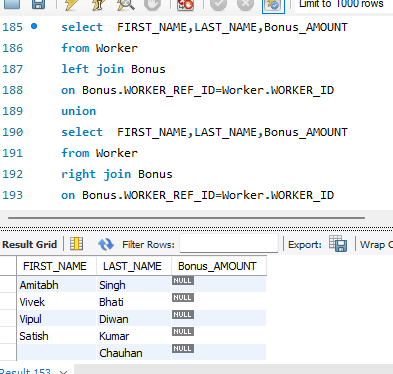 Limit to 1000 rows
185 select FIRST_NAME,LAST_NAME,Bonus_AMOUNT
186 from Worker
187 left join Bonus
188 on Bonus.WORKER_REF_ID=Worker.WORKER_ID
189 union
190 select FIRST_NAME,LAST_NAME,Bonus_AMOUNT
191 from Worker
192 right join Bonus
193 on Bonus.WORKER_REF_ID=Worker.WORKER_ID
Result Grid Filter Rows: Export: Wrap C
FIRST_NAME LAST_NAME Bonus_AMOUNT
Amitabh Singh NULL
Vivek Bhati NULL
Vipul Diwan NULL
Satish Kumar NULL
Chauhan NULL
Result 153